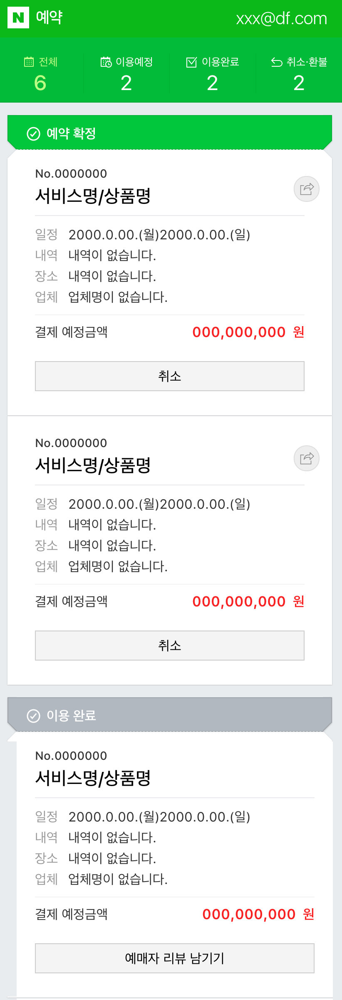 N 예약
xxx@df.com
전체
6
이용예정
2
이용완료
2
취소·환불
2
예약 확정
No.0000000
서비스명/상품명
일정 2000.0.00.(월)2000.0.00.(일)
내역 내역이 없습니다.
장소 내역이 없습니다.
업체 업체명이 없습니다.
결제 예정금액 000,000,000 원
취소
No.0000000
서비스명/상품명
일정 2000.0.00.(월)2000.0.00.(일)
내역 내역이 없습니다.
장소 내역이 없습니다.
업체 업체명이 없습니다.
결제 예정금액 000,000,000 원
취소
이용 완료
No.0000000
서비스명/상품명
일정 2000.0.00.(월)2000.0.00.(일)
내역 내역이 없습니다.
장소 내역이 없습니다.
업체 업체명이 없습니다.
결제 예정금액 000,000,000 원
예매자 리뷰 남기기